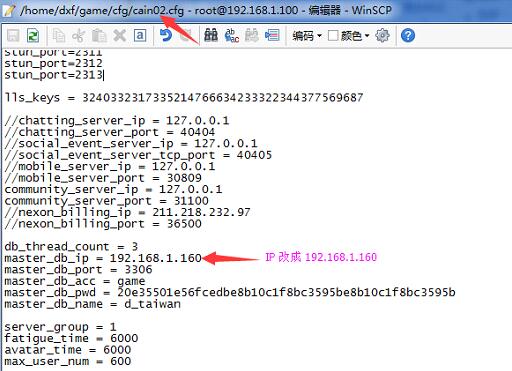 /home/dxf/game/cfg/cain02.cfg - root@192.168.1.100 - 编辑器 - WinSCP
编码 颜色
stun_port=2311
stun_port=2312
stun_port=2313
lls_keys = 324033231733521476663423332234437756968​7
//chatting_server_ip = 127.0.0.1
//chatting_server_port = 40404
//social_event_server_ip = 127.0.0.1
//social_event_server_tcp_port = 40405
//mobile_server_ip = 127.0.0.1
//mobile_server_port = 30809
community_server_ip = 127.0.0.1
community_server_port = 31100
//nexon_billing_ip = 211.218.232.97
//nexon_billing_port = 36500
db_thread_count = 3
master_db_ip = 192.168.1.160 IP 改成 192.168.1.160
master_db_port = 3306
master_db_acc = game
master_db_pwd = 20e35501e56fcedbe8b10c1f8bc3595be8b10c1f8bc3595b
master_db_name = d_taiwan
server_group = 1
fatigue_time = 6000
avatar_time = 6000
max_user_num = 600